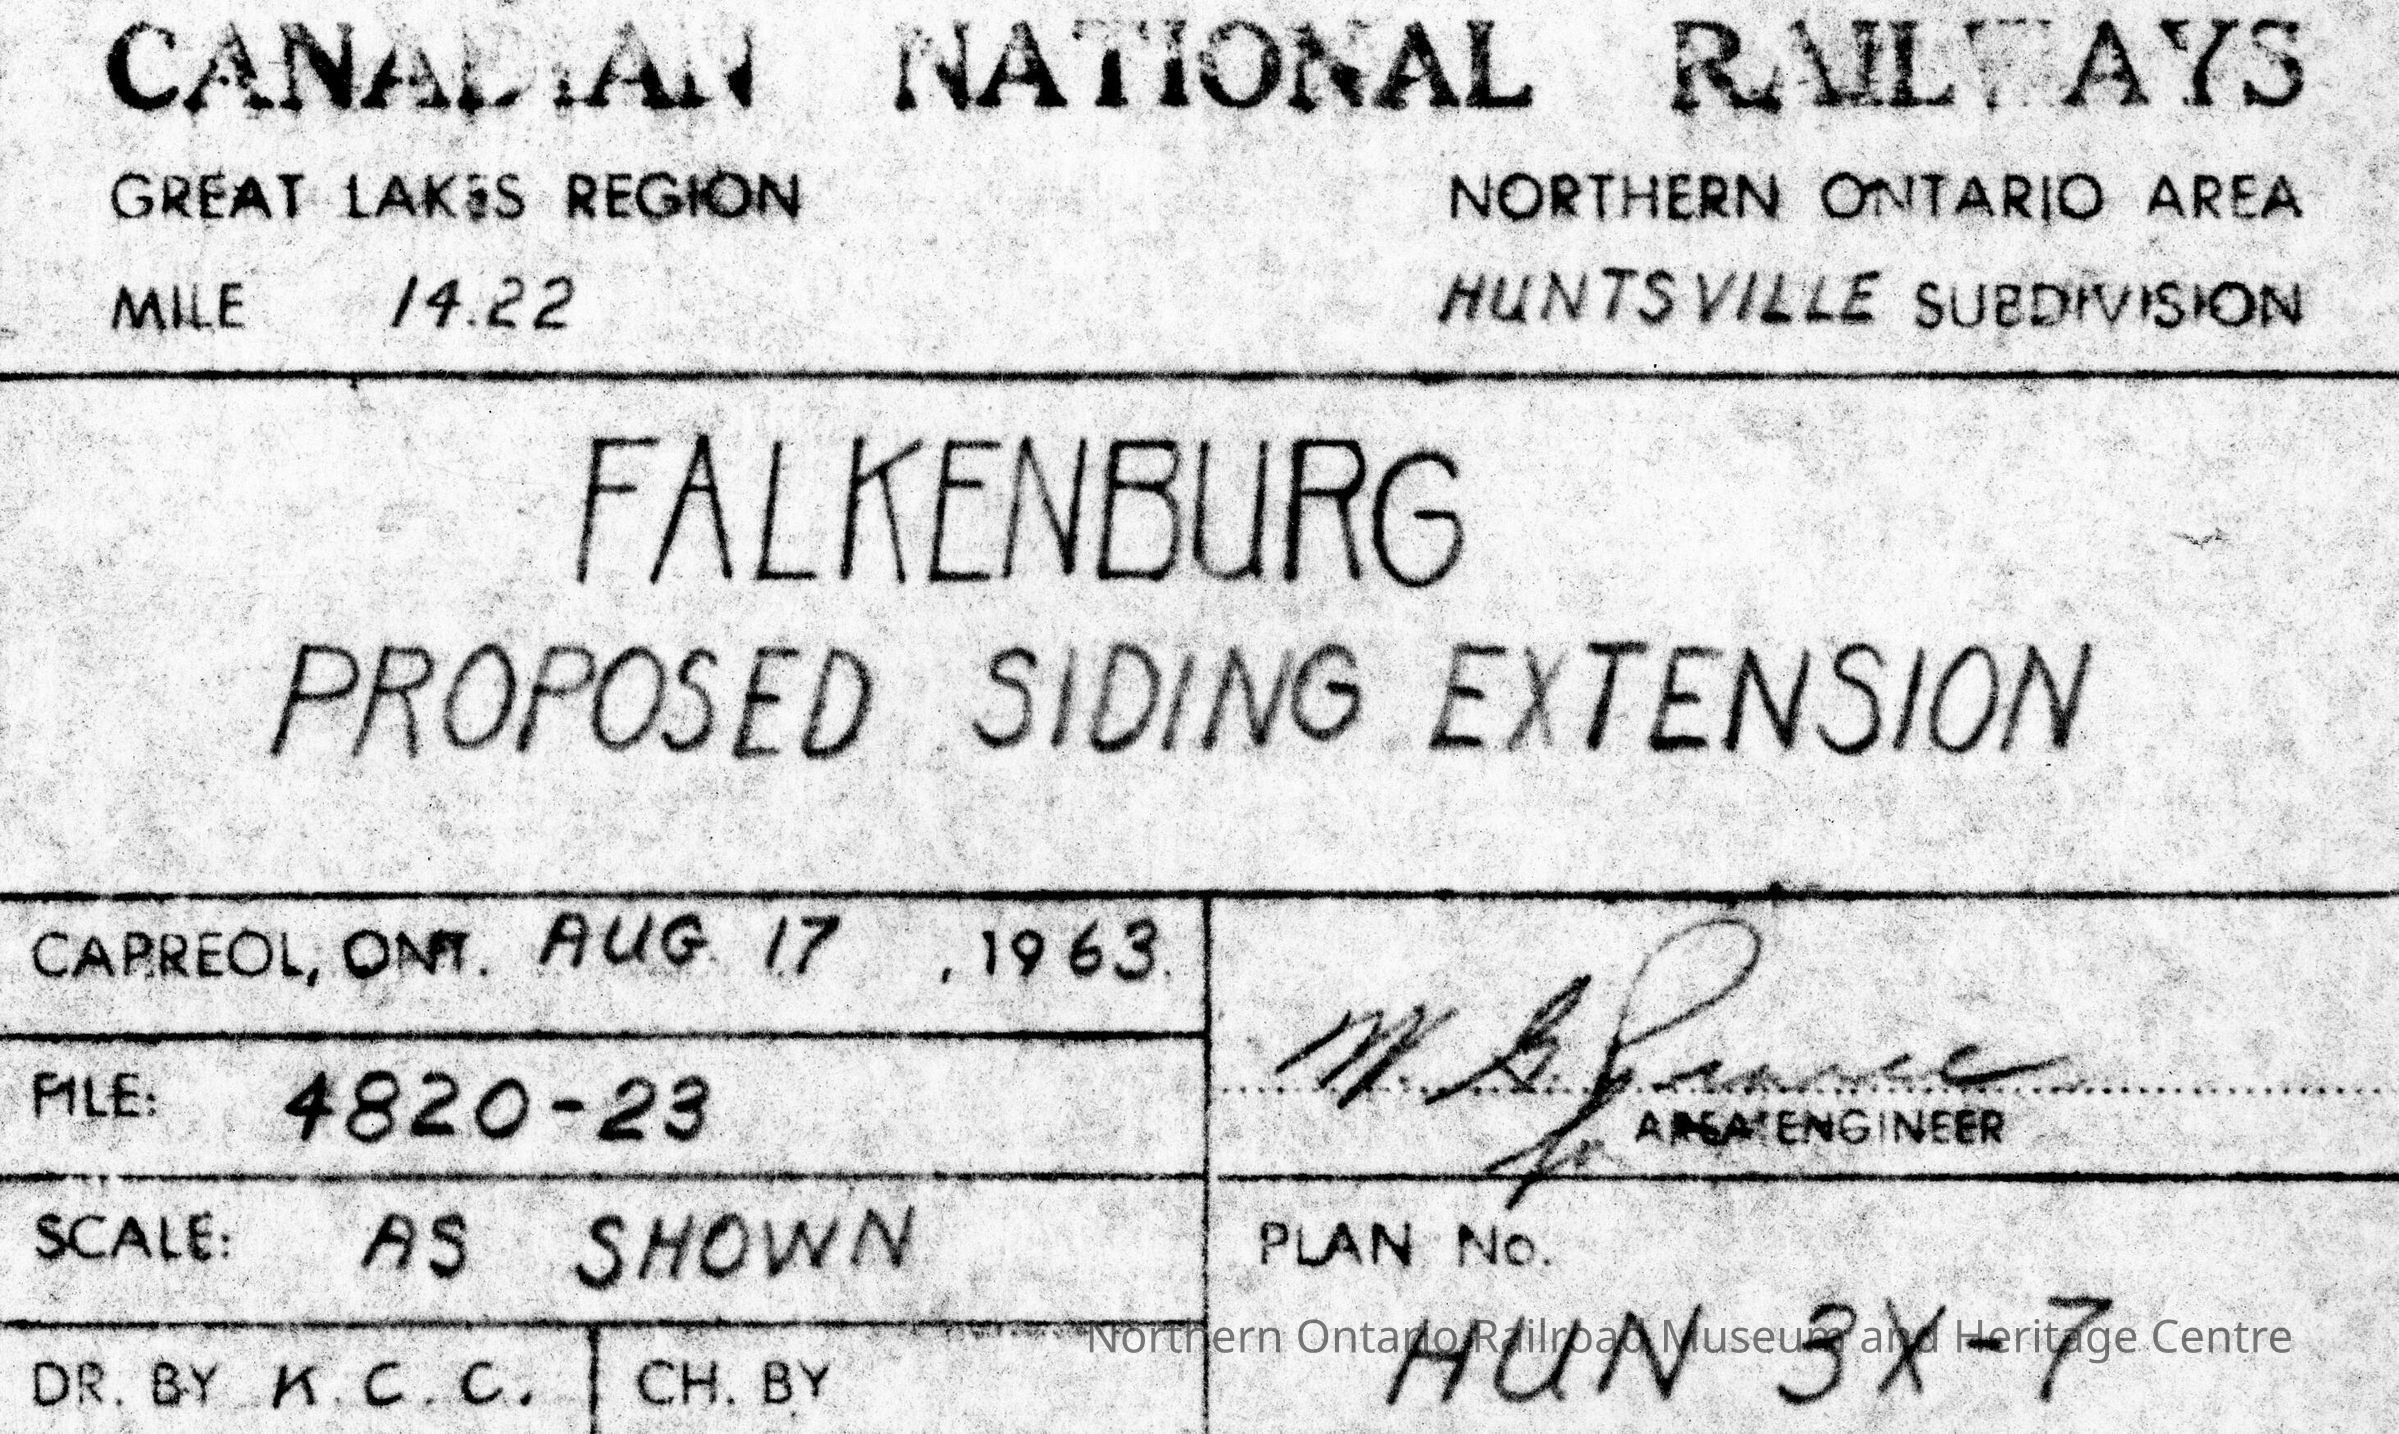 CANADIAN NATIONAL RAILWAYS
GREAT LAKES REGION NORTHERN ONTARIO AREA
MILE 14.22 HUNTSVILLE SUBDIVISION
FALKENBURG
PROPOSED SIDING EXTENSION
CAPREOL, ONT. AUG 17, 1963.
FILE: 4820-23
M. G.
for AREA ENGINEER
SCALE: AS SHOWN
PLAN No.
HUN 3X-7
Northern Ontario Railroad Museum and Heritage Centre
DR. BY K.C.C. CH. BY